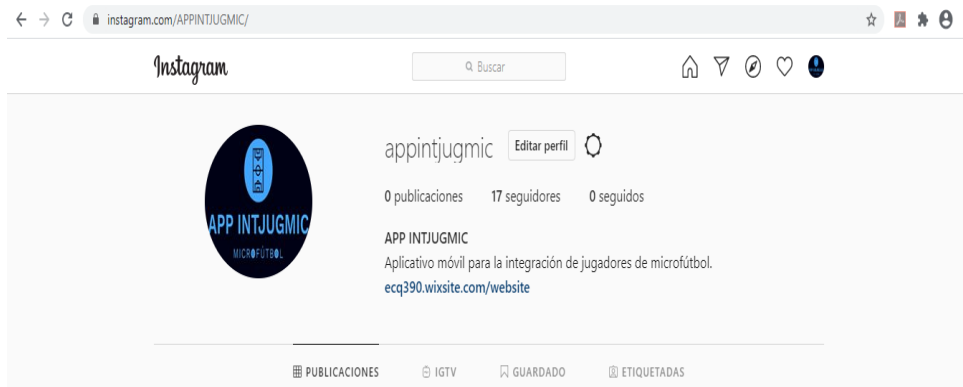 instagram.com/APPINTJUGMIC/
Instagram
Buscar
appintjugmic Editar perfil
0 publicaciones 17 seguidores 0 seguidos
APP INTJUGMIC
Aplicativo móvil para la integración de jugadores de microfútbol.
ecq390.wixsite.com/website
APP INTJUGMIC
MICROFÚTBOL
PUBLICACIONES IGTV GUARDADO ETIQUETADAS